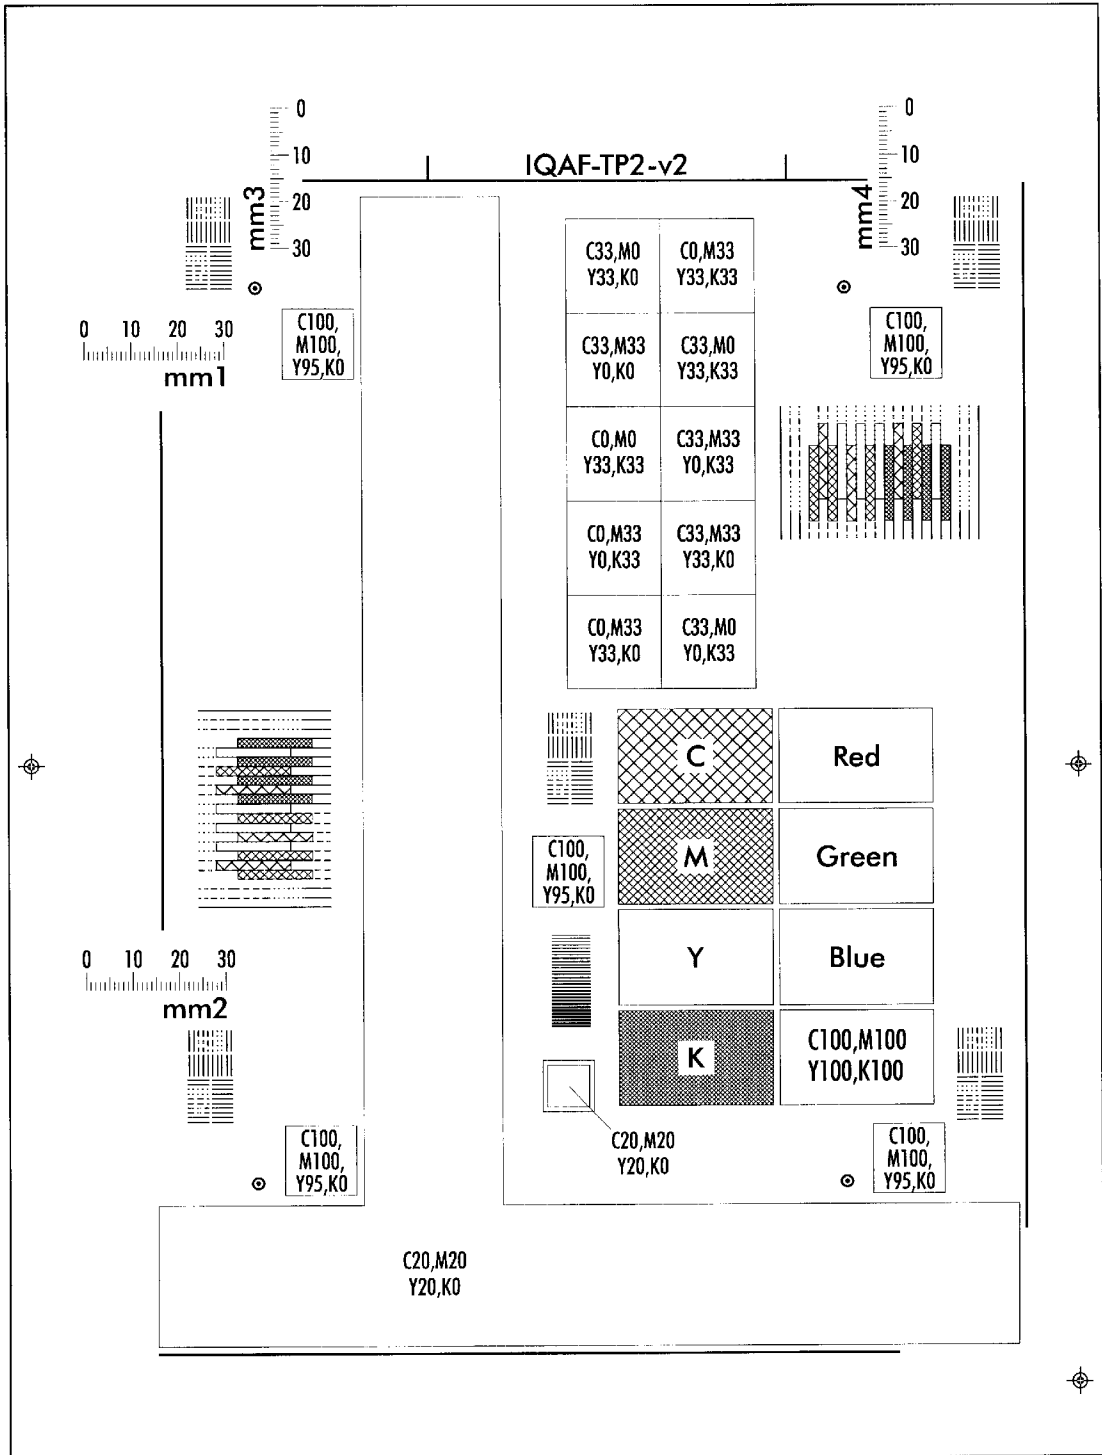 0
10
20
30
mm3
IQAF-TP2-v2
0
10
20
30
mm4
C33,M0
Y33,K0
C0,M33
Y33,K33
C33,M33
Y0,K0
C33,M0
Y33,K33
C0,M0
Y33,K33
C33,M33
Y0,K33
C0,M33
Y0,K33
C33,M33
Y33,K0
C0,M33
Y33,K0
C33,M0
Y0,K33
0 10 20 30
mm1
C100,
M100,
Y95,K0
C100,
M100,
Y95,K0
C
Red
M
Green
C100,
M100,
Y95,K0
Y
Blue
K
C100,M100
Y100,K100
0 10 20 30
mm2
C20,M20
Y20,K0
C100,
M100,
Y95,K0
C100,
M100,
Y95,K0
C20,M20
Y20,K0